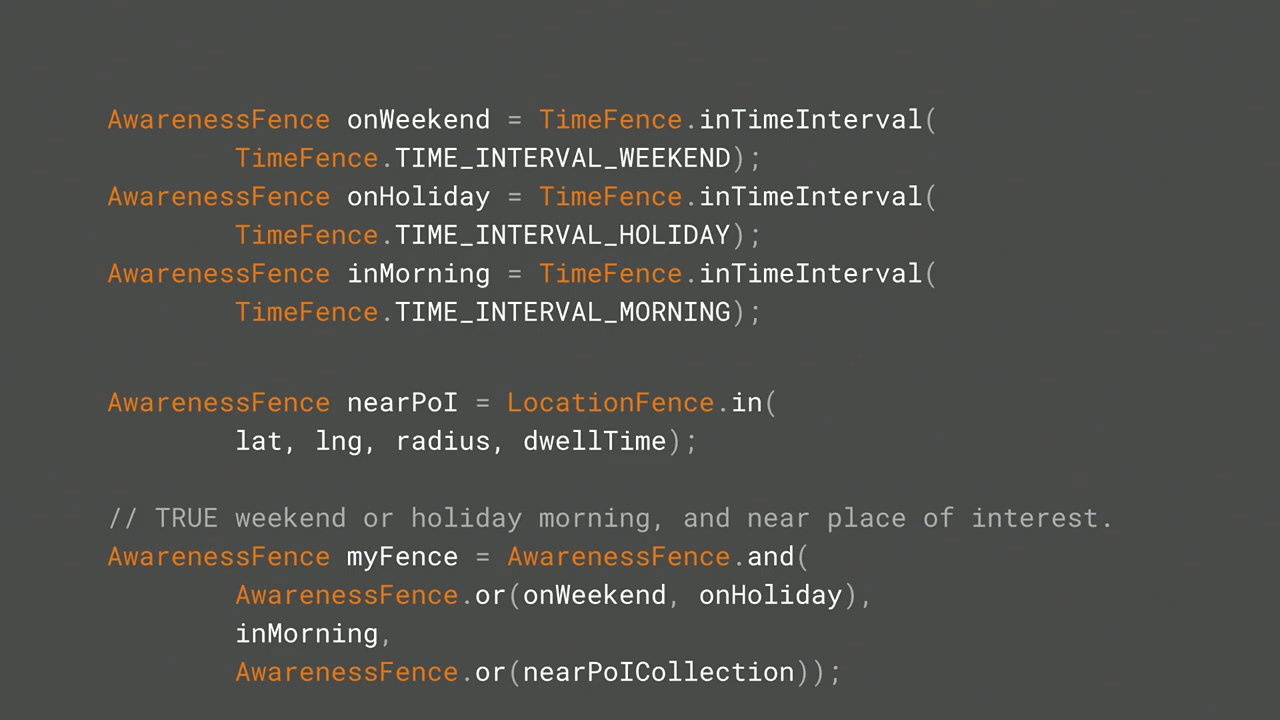 AwarenessFence onWeekend = TimeFence.inTimeInterval(
        TimeFence.TIME_INTERVAL_WEEKEND);
AwarenessFence onHoliday = TimeFence.inTimeInterval(
        TimeFence.TIME_INTERVAL_HOLIDAY);
AwarenessFence inMorning = TimeFence.inTimeInterval(
        TimeFence.TIME_INTERVAL_MORNING);

AwarenessFence nearPoI = LocationFence.in(
        lat, lng, radius, dwellTime);

// TRUE weekend or holiday morning, and near place of interest.
AwarenessFence myFence = AwarenessFence.and(
        AwarenessFence.or(onWeekend, onHoliday),
        inMorning,
        AwarenessFence.or(nearPoICollection));